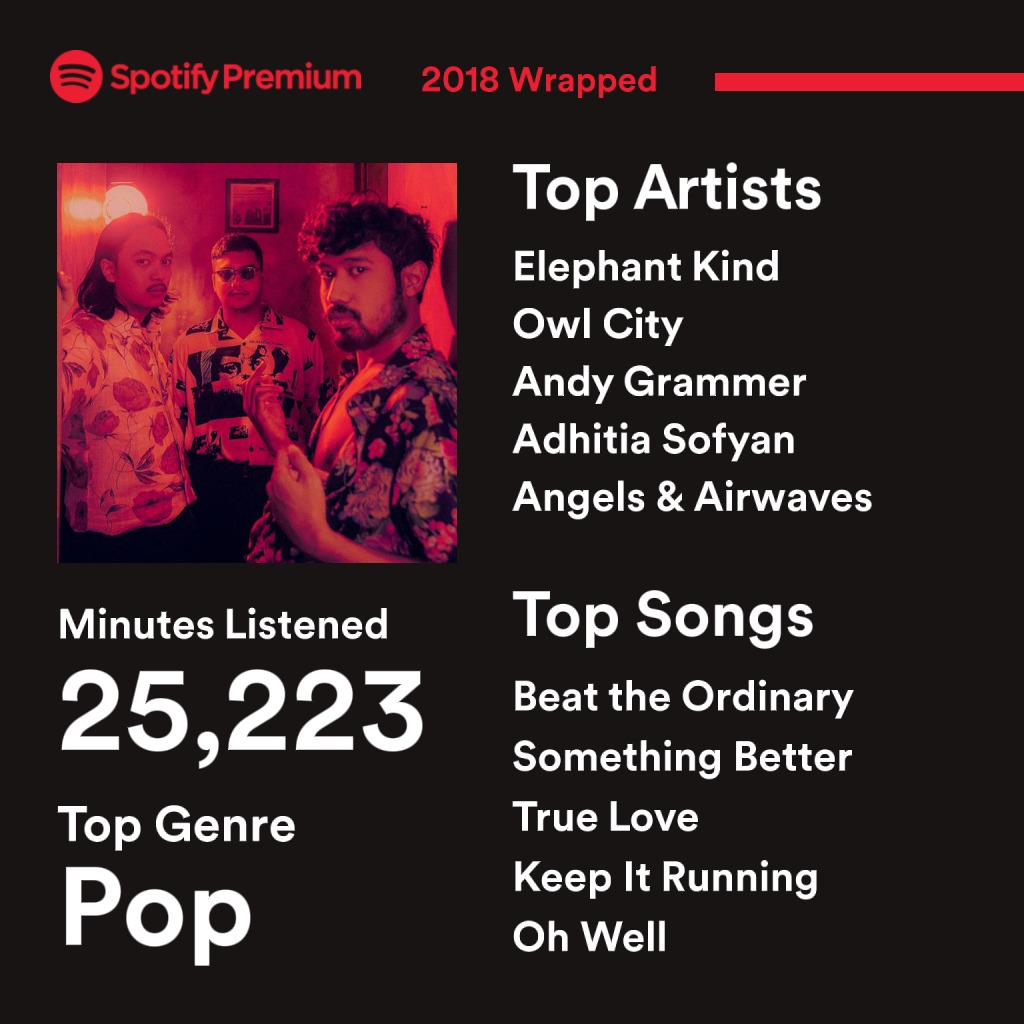 Spotify Premium
2018 Wrapped
Top Artists
Elephant Kind
Owl City
Andy Grammer
Adhitia Sofyan
Angels & Airwaves
Minutes Listened
25,223
Top Genre
Pop
Top Songs
Beat the Ordinary
Something Better
True Love
Keep It Running
Oh Well